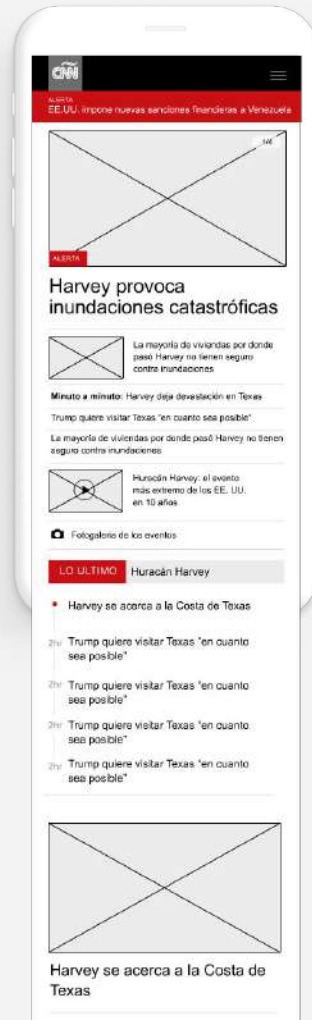 CNN
ALERTA
EE.UU. impone nuevas sanciones financieras a Venezuela
ALERTA
Harvey provoca
inundaciones catastróficas
La mayoría de viviendas por donde
pasó Harvey no tienen seguro
contra inundaciones
Minuto a minuto: Harvey deja devastación en Texas
Trump quiere visitar Texas "en cuanto sea posible"
La mayoría de viviendas por donde pasó Harvey no tienen
seguro contra inundaciones
Huracán Harvey: el evento
más extremo de los EE. UU.
en 10 años
Fotogalería de los eventos
LO ULTIMO Huracán Harvey
Harvey se acerca a la Costa de Texas
2hr Trump quiere visitar Texas "en cuanto
sea posible"
2hr Trump quiere visitar Texas "en cuanto
sea posible"
2hr Trump quiere visitar Texas "en cuanto
sea posible"
2hr Trump quiere visitar Texas "en cuanto
sea posible"
Harvey se acerca a la Costa de
Texas